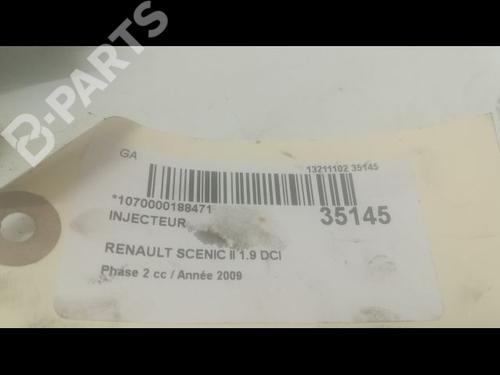 B-PARTS
GA
13211102 35145
*1070000188471
INJECTEUR
35145
RENAULT SCENIC II 1.9 DCI
Phase 2 cc / Année 2009